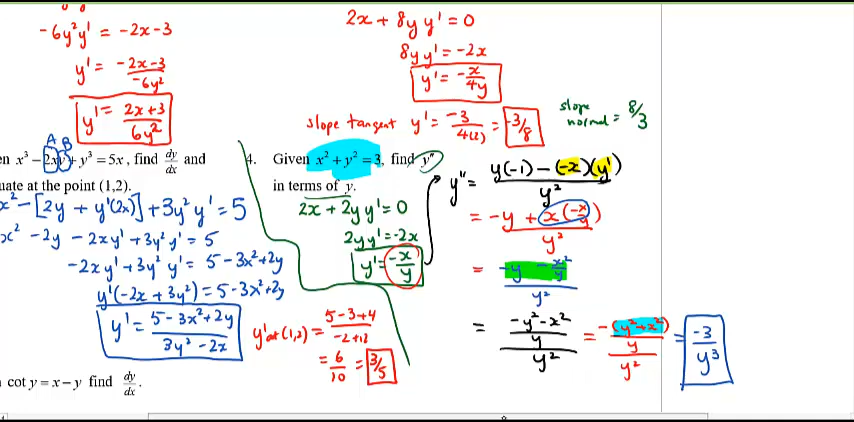 -6y²y' = -2x-3
y' = -2x-3 / -6y²
y' = 2x+3 / 6y²
2x + 8y y' = 0
8y y' = -2x
y' = -x / 4y
slope tangent y' = -3 / 4(2) = -3/8
slope normal = 8/3
A B
en x³ − 2xy + y³ = 5x, find dy/dx and
uate at the point (1,2).
x² - [2y + y'(2x)] + 3y² y' = 5
x² - 2y - 2xy' + 3y² y' = 5
-2xy' + 3y² y' = 5-3x²+2y
y'(-2x + 3y²) = 5-3x²+2y
y' = 5-3x²+2y / 3y²-2x
y' at (1,2) = 5-3+4 / -2+12
= 6/10 = 3/5
cot y = x − y find dy/dx.
4. Given x² + y² = 3, find y"
in terms of y.
2x + 2y y' = 0
2yy' = -2x
y' = -x / y
y" = y(-1) - (-x)(y') / y²
= -y + x(-x/y) / y²
= -y - x²/y / y²
= -y²-x² / y / y² = -(y²+x²) / y / y² = -3 / y³